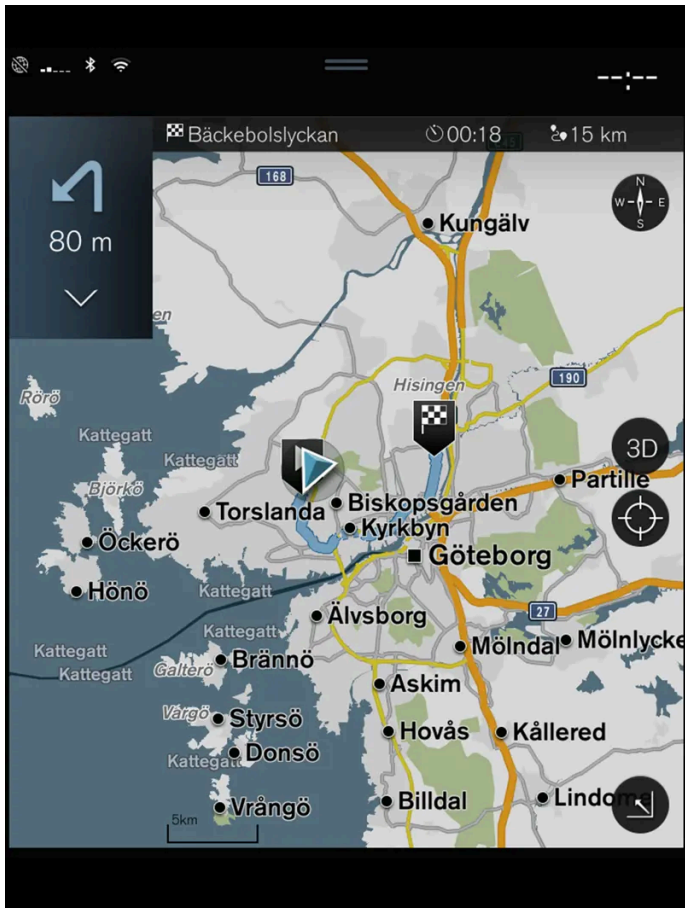 --:--
Bäckebolslyckan 00:18 15 km
80 m
168
N
W E
S
Kungälv
en
190
Hisingen
Rörö
Kattegatt
Kattegatt
3D
Partille
Björkö
Biskopsgården
Torslanda
Kyrkbyn
Öckerö
Göteborg
Hönö
Kattegatt
27
Älvsborg
Kattegatt
Mölndal
Mölnlycke
Kattegatt
Brännö
Galterö
Kattegatt
Askim
Vargö
Styrsö
Hovås
Kållered
Donsö
Kattegatt
Billdal
Lindome
Vrångö
5km